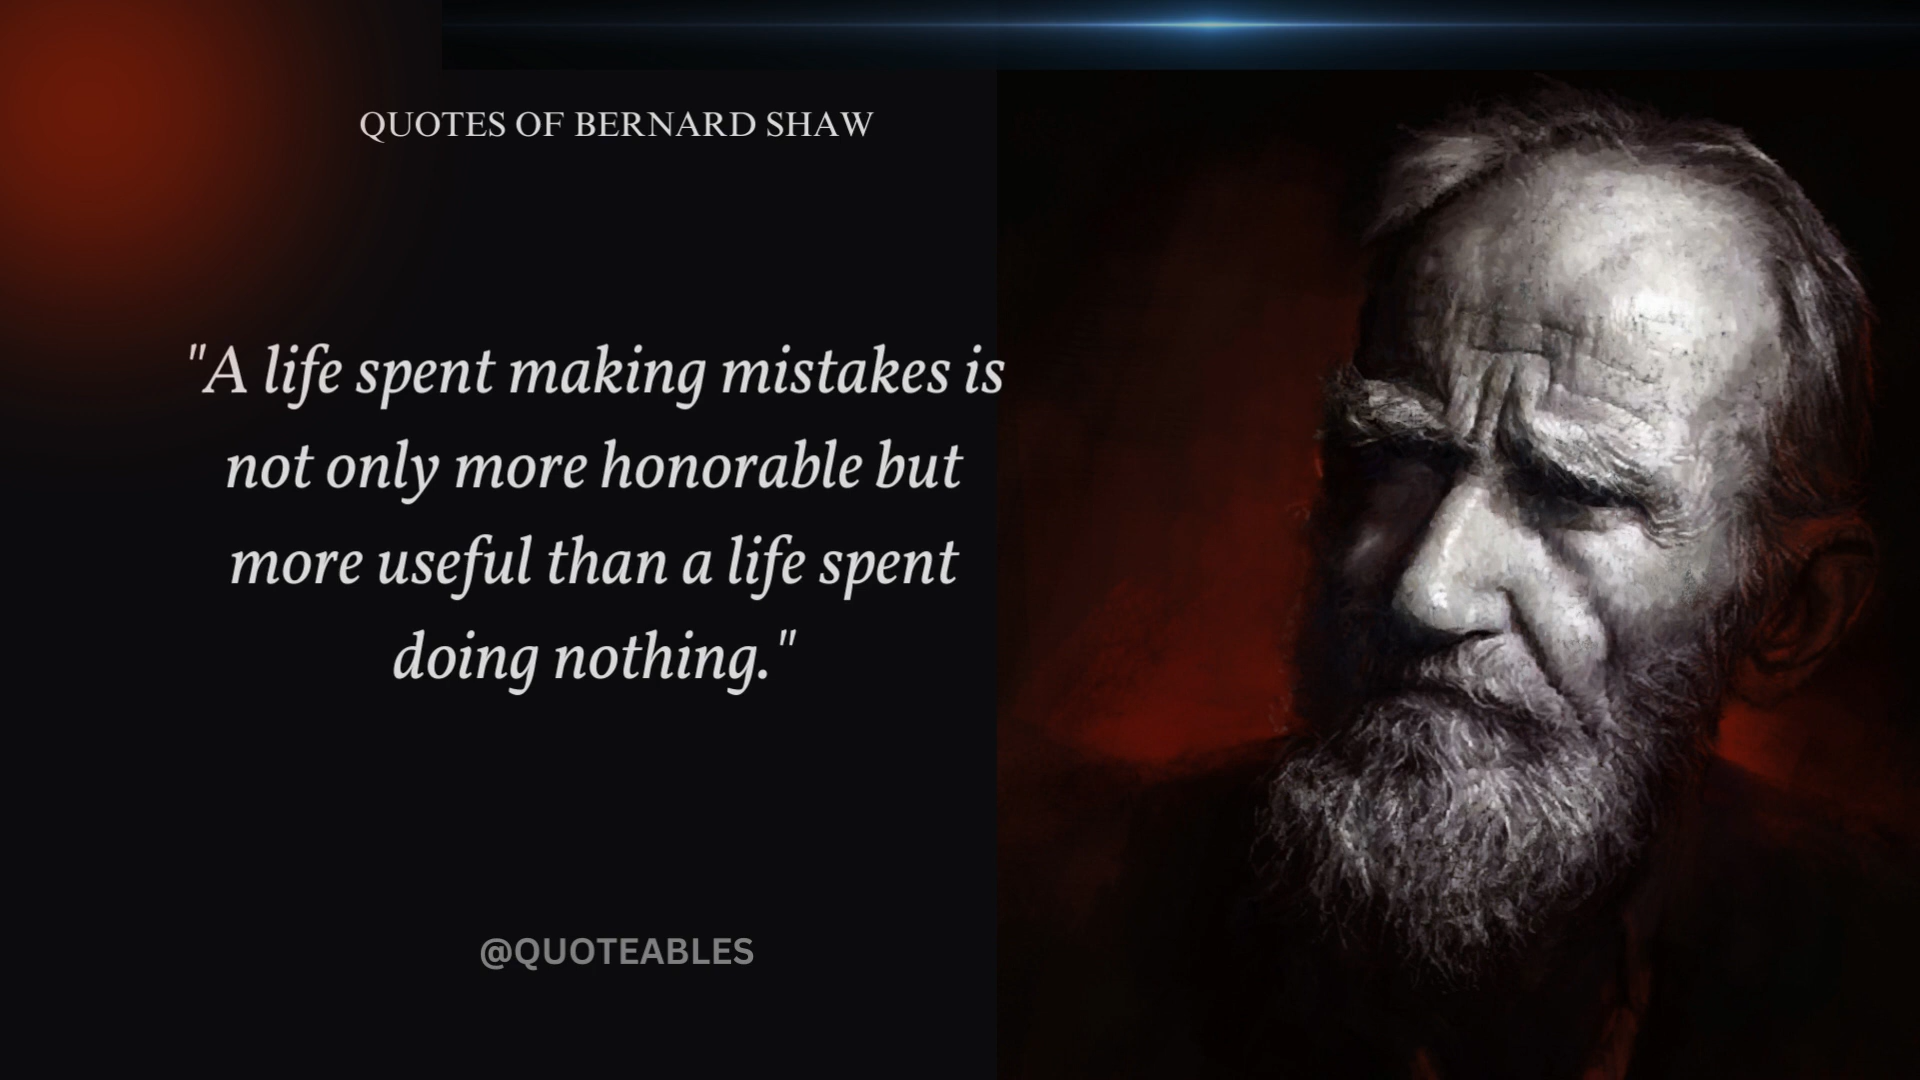 QUOTES OF BERNARD SHAW
"A life spent making mistakes is
not only more honorable but
more useful than a life spent
doing nothing."
@QUOTEABLES